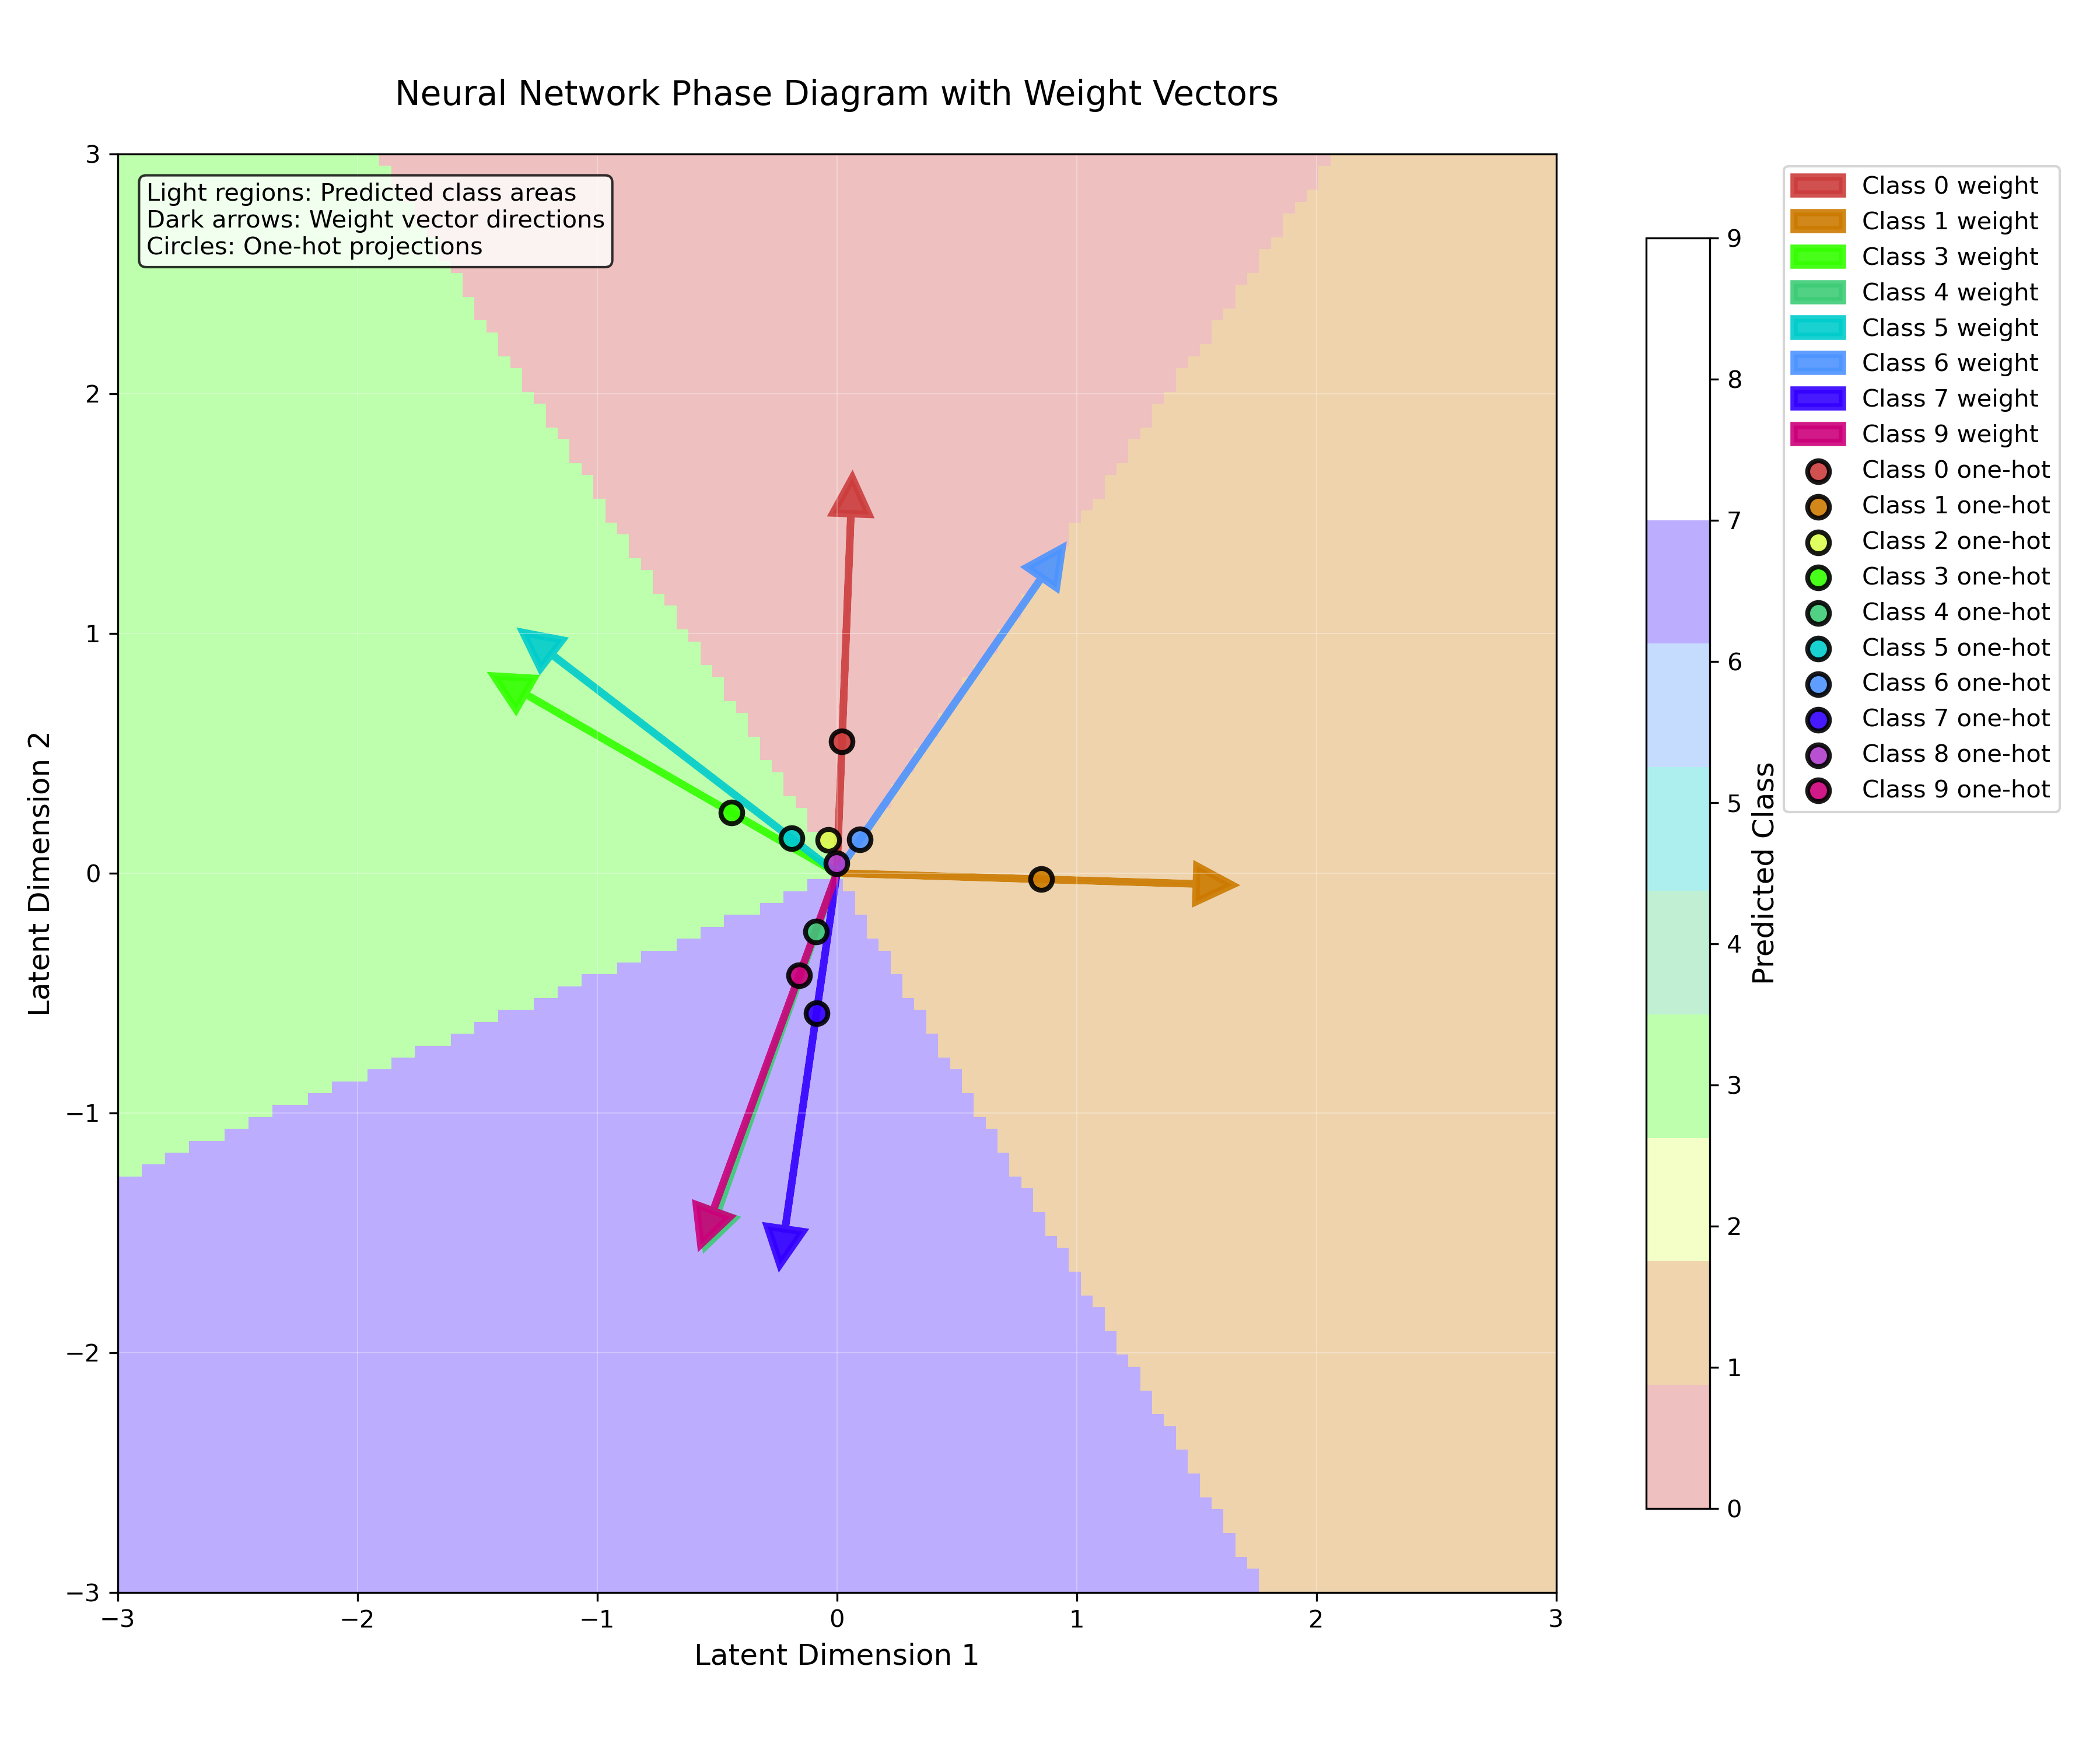 Neural Network Phase Diagram with Weight Vectors
Light regions: Predicted class areas
Dark arrows: Weight vector directions
Circles: One-hot projections
3
2
1
0
−1
−2
−3
Latent Dimension 2
−3
−2
−1
0
1
2
3
Latent Dimension 1
9
8
7
6
5
4
3
2
1
0
Predicted Class
Class 0 weight
Class 1 weight
Class 3 weight
Class 4 weight
Class 5 weight
Class 6 weight
Class 7 weight
Class 9 weight
Class 0 one-hot
Class 1 one-hot
Class 2 one-hot
Class 3 one-hot
Class 4 one-hot
Class 5 one-hot
Class 6 one-hot
Class 7 one-hot
Class 8 one-hot
Class 9 one-hot